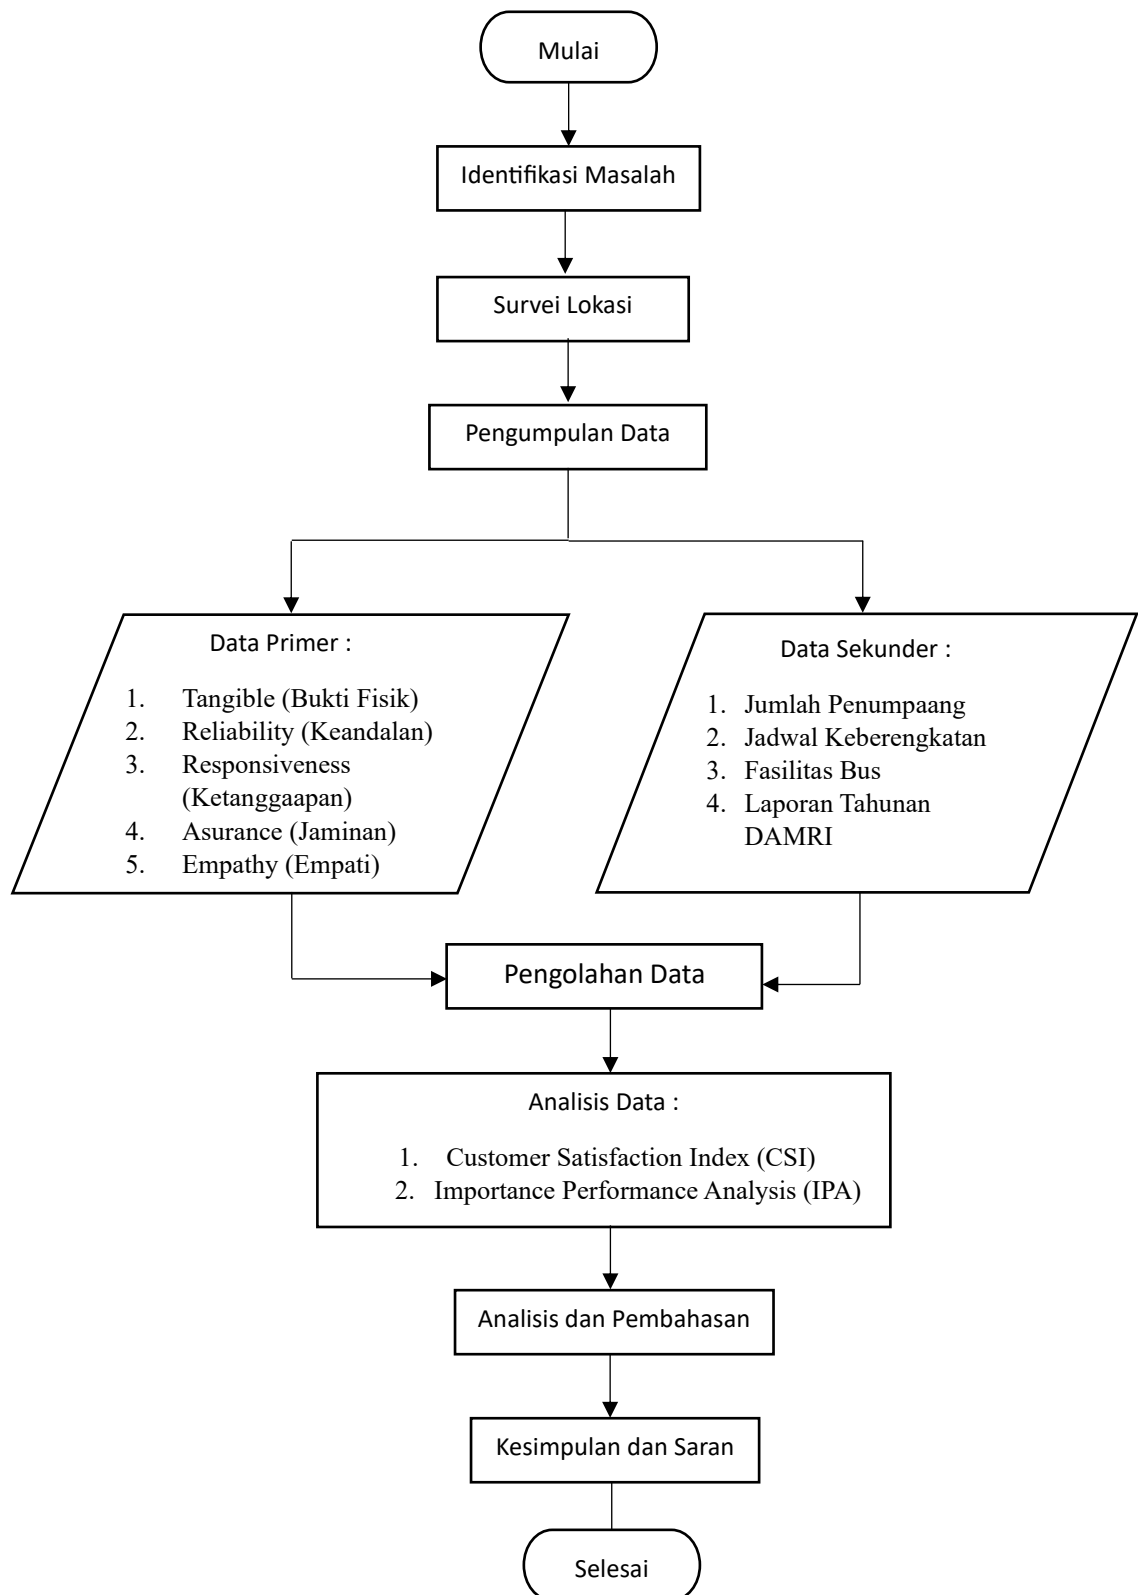 Mulai
Identifikasi Masalah
Survei Lokasi
Pengumpulan Data
Data Primer :
1. Tangible (Bukti Fisik)
2. Reliability (Keandalan)
3. Responsiveness
(Ketanggaapan)
4. Asurance (Jaminan)
5. Empathy (Empati)
Data Sekunder :
1. Jumlah Penumpaang
2. Jadwal Keberengkatan
3. Fasilitas Bus
4. Laporan Tahunan
DAMRI
Pengolahan Data
Analisis Data :
1. Customer Satisfaction Index (CSI)
2. Importance Performance Analysis (IPA)
Analisis dan Pembahasan
Kesimpulan dan Saran
Selesai